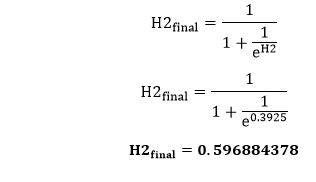 H2final = 1 / (1 + 1 / e^H2)
H2final = 1 / (1 + 1 / e^0.3925)
H2final = 0.596884378